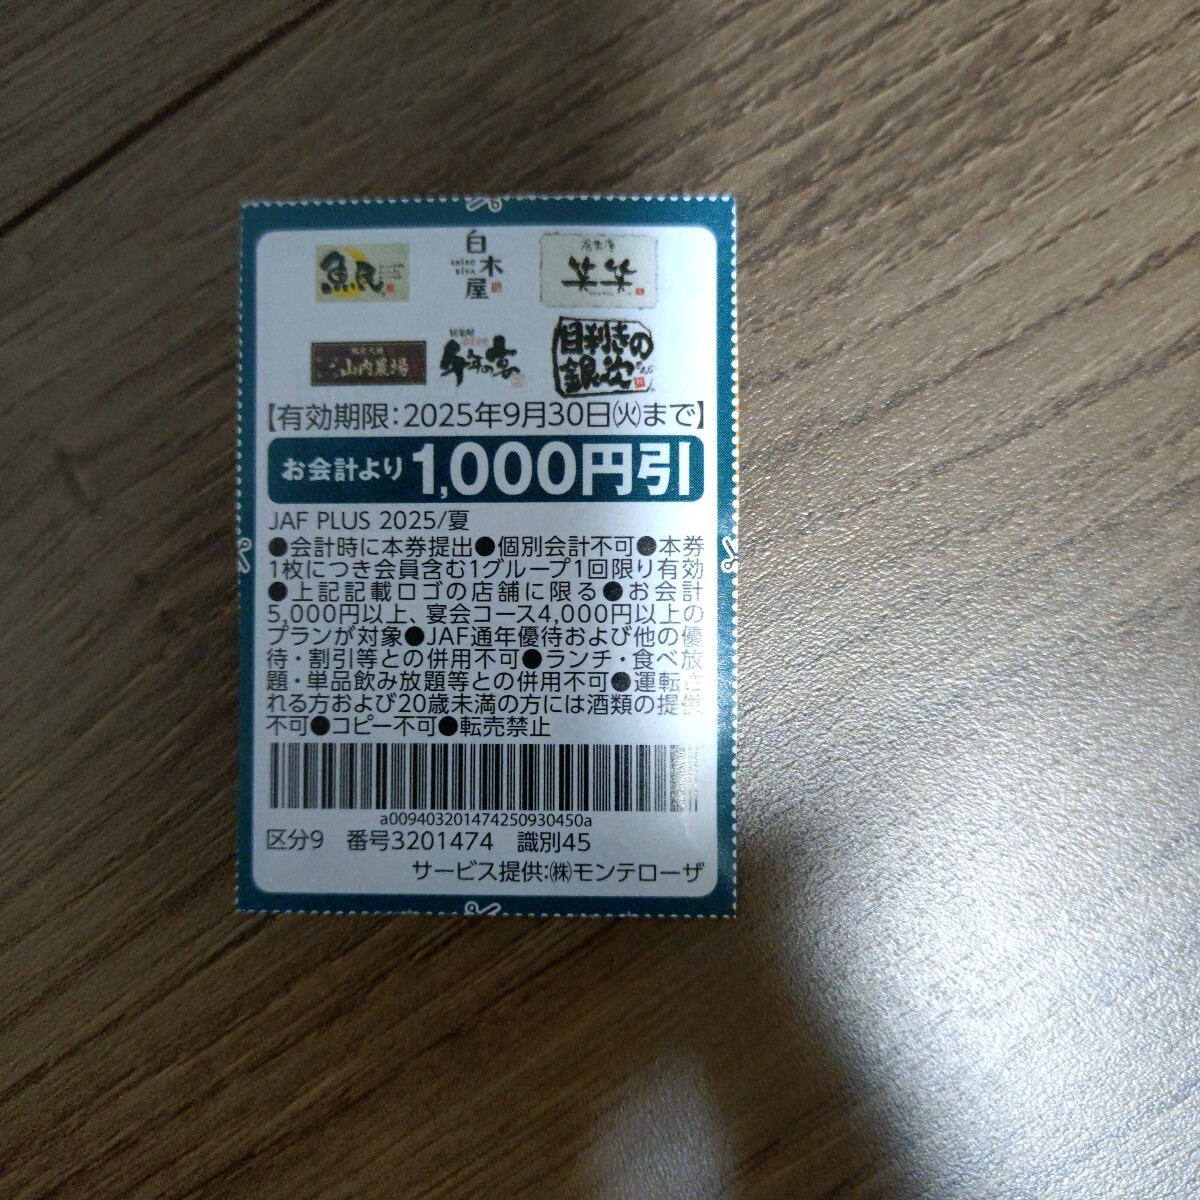 魚民
白木屋
SHIROKIYA
居楽屋
笑笑
山内農場
千年の宴
目利きの銀次
【有効期限:2025年9月30日㈫まで】
お会計より1,000円引
JAF PLUS 2025/夏
●会計時に本券提出●個別会計不可●本券
1枚につき会員含む1グループ1回限り有効
●上記記載ロゴの店舗に限る●お会計
5,000円以上、宴会コース4,000円以上の
プランが対象●JAF通年優待および他の優
待・割引等との併用不可●ランチ・食べ放
題・単品飲み放題等との併用不可●運転さ
れる方および20歳未満の方には酒類の提供
不可●コピー不可●転売禁止
a009403201474250930450a
区分9 番号3201474 識別45
サービス提供:㈱モンテローザ